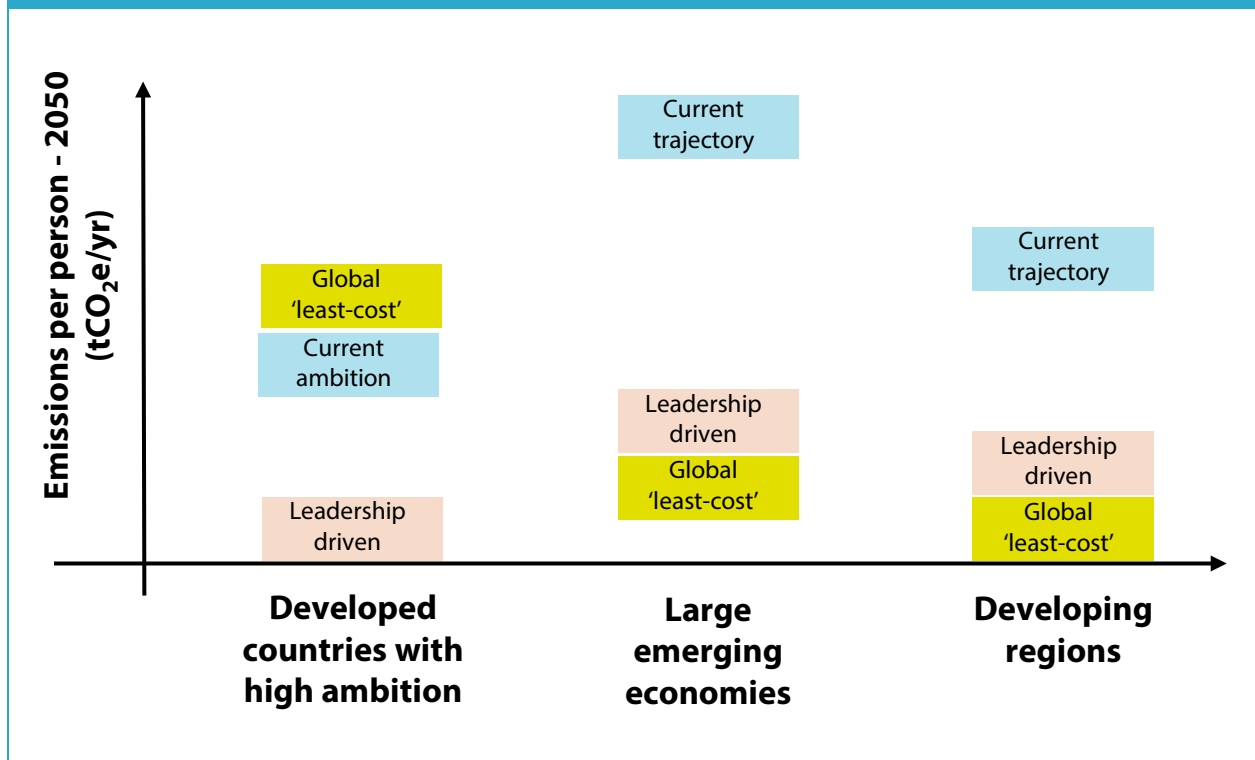 Emissions per person - 2050
(tCO₂e/yr)
Current
trajectory
Current
trajectory
Global
‘least-cost’
Current
ambition
Leadership
driven
Leadership
driven
Global
‘least-cost’
Leadership
driven
Global
‘least-cost’
Developed
countries with
high ambition
Large
emerging
economies
Developing
regions